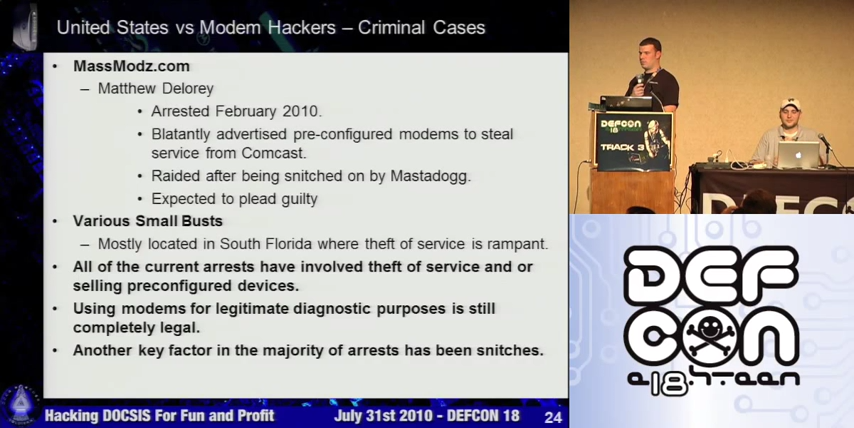 United States vs Modem Hackers – Criminal Cases
• MassModz.com
– Matthew Delorey
• Arrested February 2010.
• Blatantly advertised pre-configured modems to steal
service from Comcast.
• Raided after being snitched on by Mastadogg.
• Expected to plead guilty
• Various Small Busts
– Mostly located in South Florida where theft of service is rampant.
• All of the current arrests have involved theft of service and or
selling preconfigured devices.
• Using modems for legitimate diagnostic purposes is still
completely legal.
• Another key factor in the majority of arrests has been snitches.
Hacking DOCSIS For Fun and Profit
July 31st 2010 - DEFCON 18
24
DEFCON
18
TRACK 3
DEFCON
DEF
CON
e18h.teen